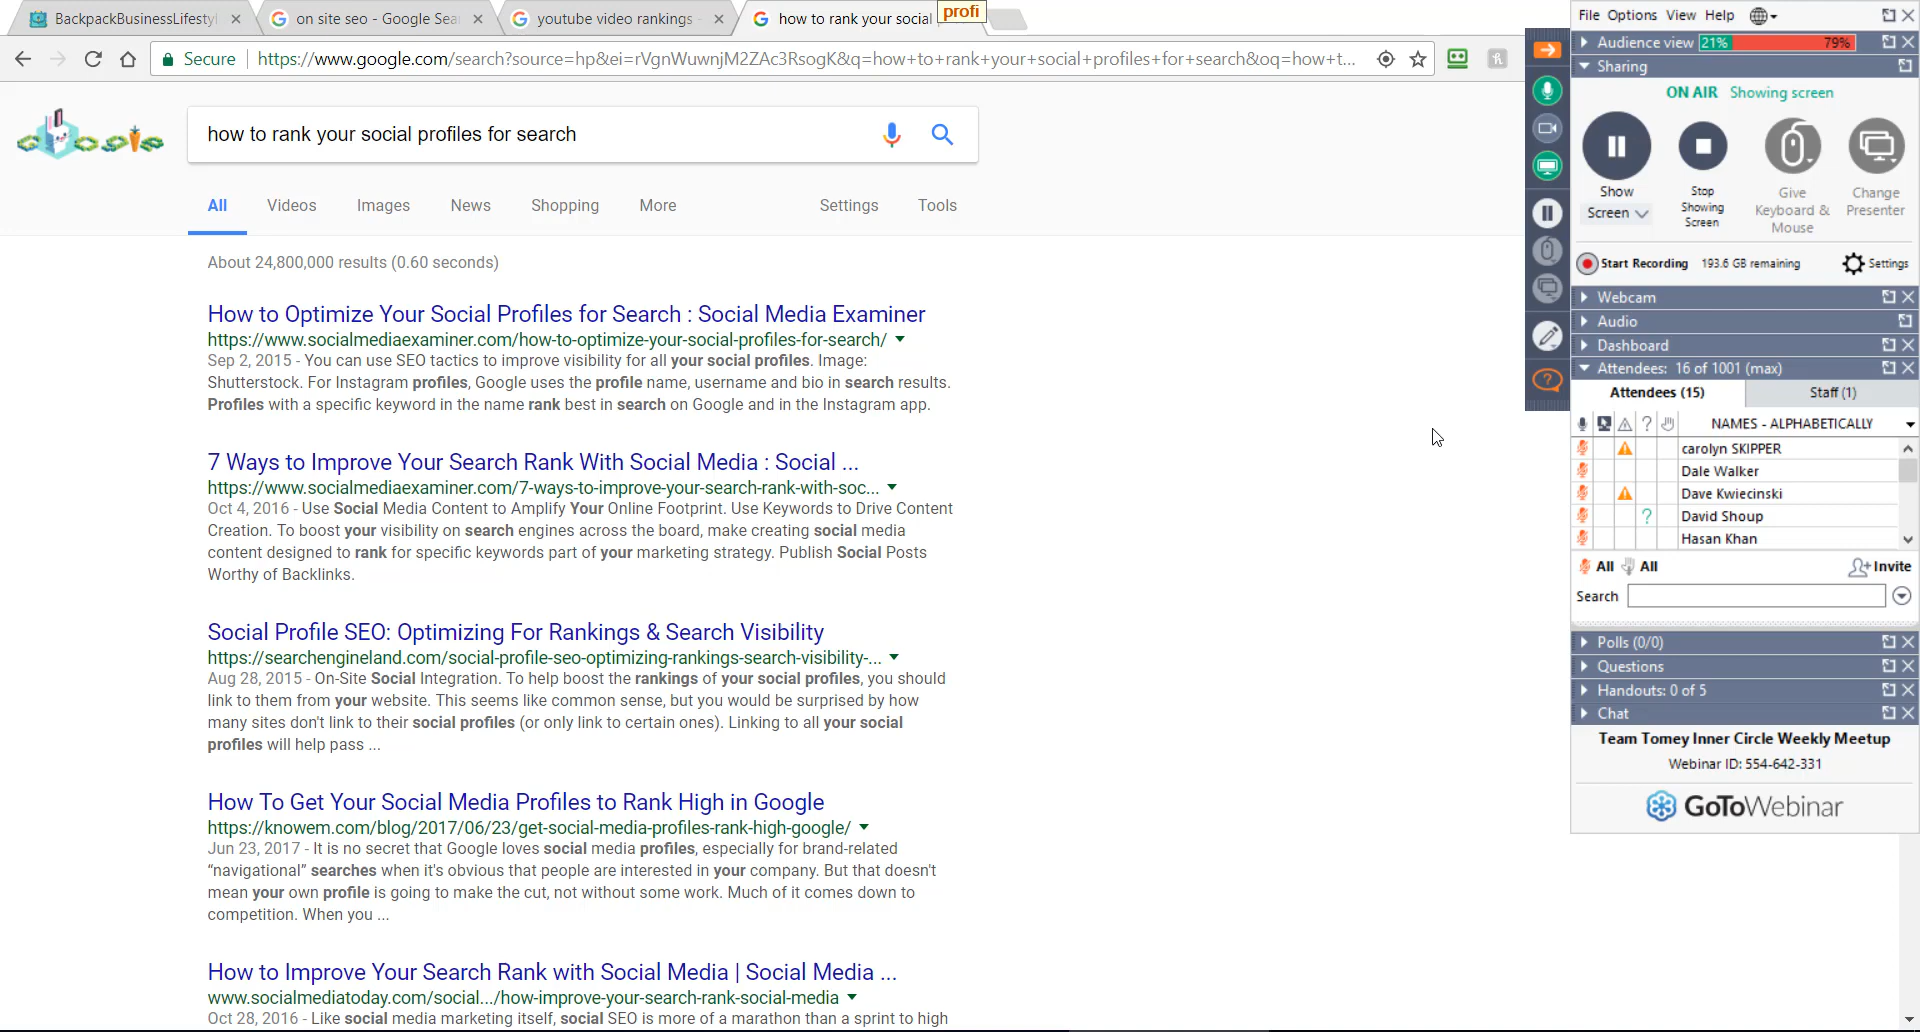 BackpackBusinessLifestyl
on site seo - Google Sea
youtube video rankings -
how to rank your social
profi
Secure
https://www.google.com/search?source=hp&ei=rVgnWuwnjM2ZAc3RsogK&q=how+to+rank+your+social+profiles+for+search&oq=how+t...
how to rank your social profiles for search
All Videos Images News Shopping More Settings Tools
About 24,800,000 results (0.60 seconds)
How to Optimize Your Social Profiles for Search : Social Media Examiner
https://www.socialmediaexaminer.com/how-to-optimize-your-social-profiles-for-search/
Sep 2, 2015 - You can use SEO tactics to improve visibility for all your social profiles. Image:
Shutterstock. For Instagram profiles, Google uses the profile name, username and bio in search results.
Profiles with a specific keyword in the name rank best in search on Google and in the Instagram app.
7 Ways to Improve Your Search Rank With Social Media : Social ...
https://www.socialmediaexaminer.com/7-ways-to-improve-your-search-rank-with-soc...
Oct 4, 2016 - Use Social Media Content to Amplify Your Online Footprint. Use Keywords to Drive Content
Creation. To boost your visibility on search engines across the board, make creating social media
content designed to rank for specific keywords part of your marketing strategy. Publish Social Posts
Worthy of Backlinks.
Social Profile SEO: Optimizing For Rankings & Search Visibility
https://searchengineland.com/social-profile-seo-optimizing-rankings-search-visibility-...
Aug 28, 2015 - On-Site Social Integration. To help boost the rankings of your social profiles, you should
link to them from your website. This seems like common sense, but you would be surprised by how
many sites don't link to their social profiles (or only link to certain ones). Linking to all your social
profiles will help pass ...
How To Get Your Social Media Profiles to Rank High in Google
https://knowem.com/blog/2017/06/23/get-social-media-profiles-rank-high-google/
Jun 23, 2017 - It is no secret that Google loves social media profiles, especially for brand-related
“navigational” searches when it's obvious that people are interested in your company. But that doesn't
mean your own profile is going to make the cut, not without some work. Much of it comes down to
competition. When you ...
How to Improve Your Search Rank with Social Media | Social Media ...
www.socialmediatoday.com/social.../how-improve-your-search-rank-social-media
Oct 28, 2016 - Like social media marketing itself, social SEO is more of a marathon than a sprint to high
File Options View Help
Audience view 21% 79%
Sharing
ON AIR Showing screen
Show
Screen
Stop
Showing
Screen
Give
Keyboard &
Mouse
Change
Presenter
Start Recording 193.6 GB remaining Settings
Webcam
Audio
Dashboard
Attendees: 16 of 1001 (max)
Attendees (15) Staff (1)
? NAMES - ALPHABETICALLY
carolyn SKIPPER
Dale Walker
Dave Kwiecinski
? David Shoup
Hasan Khan
All All Invite
Search
Polls (0/0)
Questions
Handouts: 0 of 5
Chat
Team Tomey Inner Circle Weekly Meetup
Webinar ID: 554-642-331
GoToWebinar